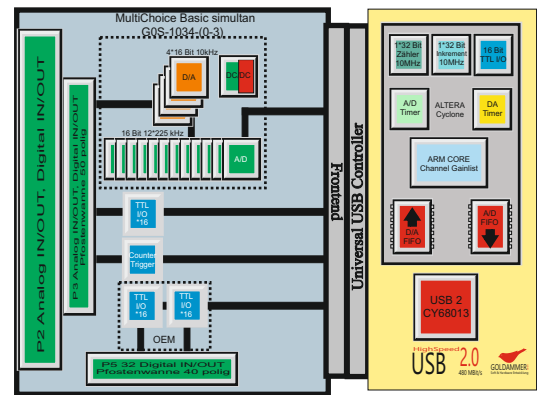 MultiChoice Basic simultan
G0S-1034-(0-3)
P2 Analog IN/OUT, Digital IN/OUT
P3 Analog IN/OUT, Digital IN/OUT
Pfostenwanne 50 polig
4*16 Bit 10kHz
D/A
DC
DC
16 Bit 12*225 kHz
A/D
TTL
I/O
*16
Counter
Trigger
TTL
I/O
*16
TTL
I/O
*16
OEM
P5 32 Digital IN/OUT
Pfostenwanne 40 polig
Frontend
Universal USB Controller
1*32 Bit
Zähler
10MHz
1*32 Bit
Inkrement
10MHz
16 Bit
TTL I/O
A/D
Timer
ALTERA
Cyclone
DA
Timer
ARM CORE
Channel Gainlist
D/A
FIFO
A/D
FIFO
USB 2
CY68013
HighSpeed
USB 2.0
480 MBit/s
GOLDAMMER